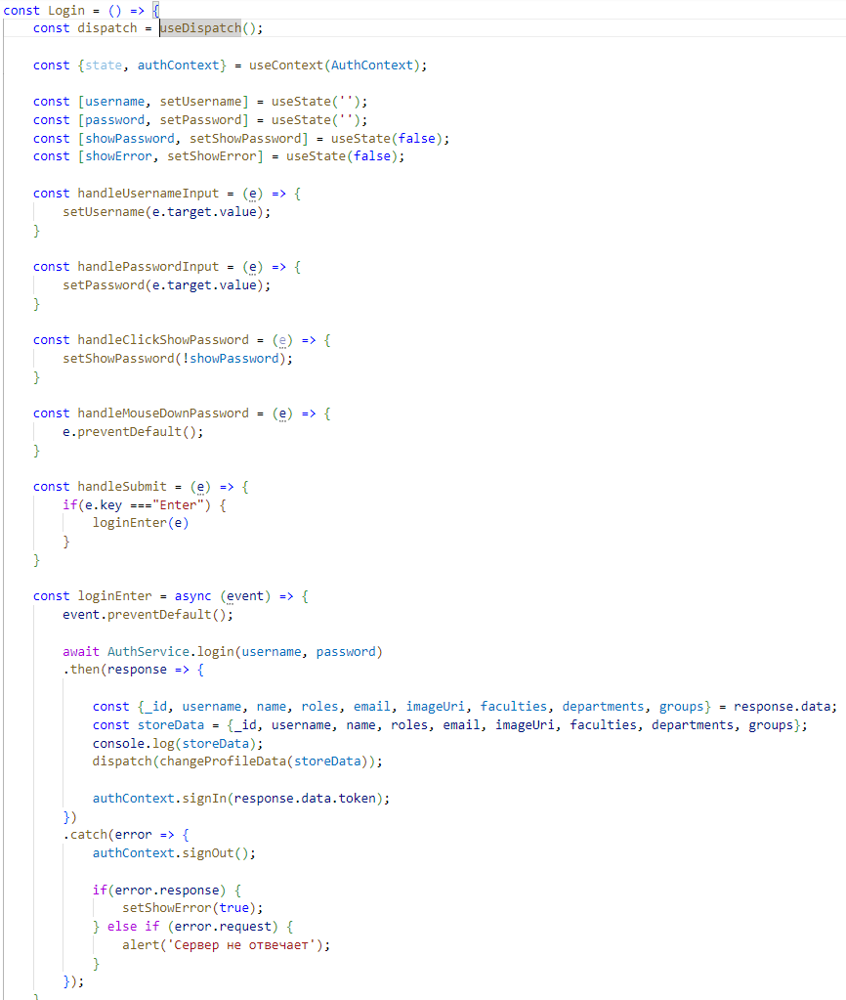 const Login = () => {
const dispatch = useDispatch();
const {state, authContext} = useContext(AuthContext);
const [username, setUsername] = useState('');
const [password, setPassword] = useState('');
const [showPassword, setShowPassword] = useState(false);
const [showError, setShowError] = useState(false);
const handleUsernameInput = (e) => {
setUsername(e.target.value);
}
const handlePasswordInput = (e) => {
setPassword(e.target.value);
}
const handleClickShowPassword = (e) => {
setShowPassword(!showPassword);
}
const handleMouseDownPassword = (e) => {
e.preventDefault();
}
const handleSubmit = (e) => {
if(e.key ==="Enter") {
loginEnter(e)
}
}
const loginEnter = async (event) => {
event.preventDefault();
await AuthService.login(username, password)
.then(response => {
const {_id, username, name, roles, email, imageUri, faculties, departments, groups} = response.data;
const storeData = {_id, username, name, roles, email, imageUri, faculties, departments, groups};
console.log(storeData);
dispatch(changeProfileData(storeData));
authContext.signIn(response.data.token);
})
.catch(error => {
authContext.signOut();
if(error.response) {
setShowError(true);
} else if (error.request) {
alert('Сервер не отвечает');
}
});
}